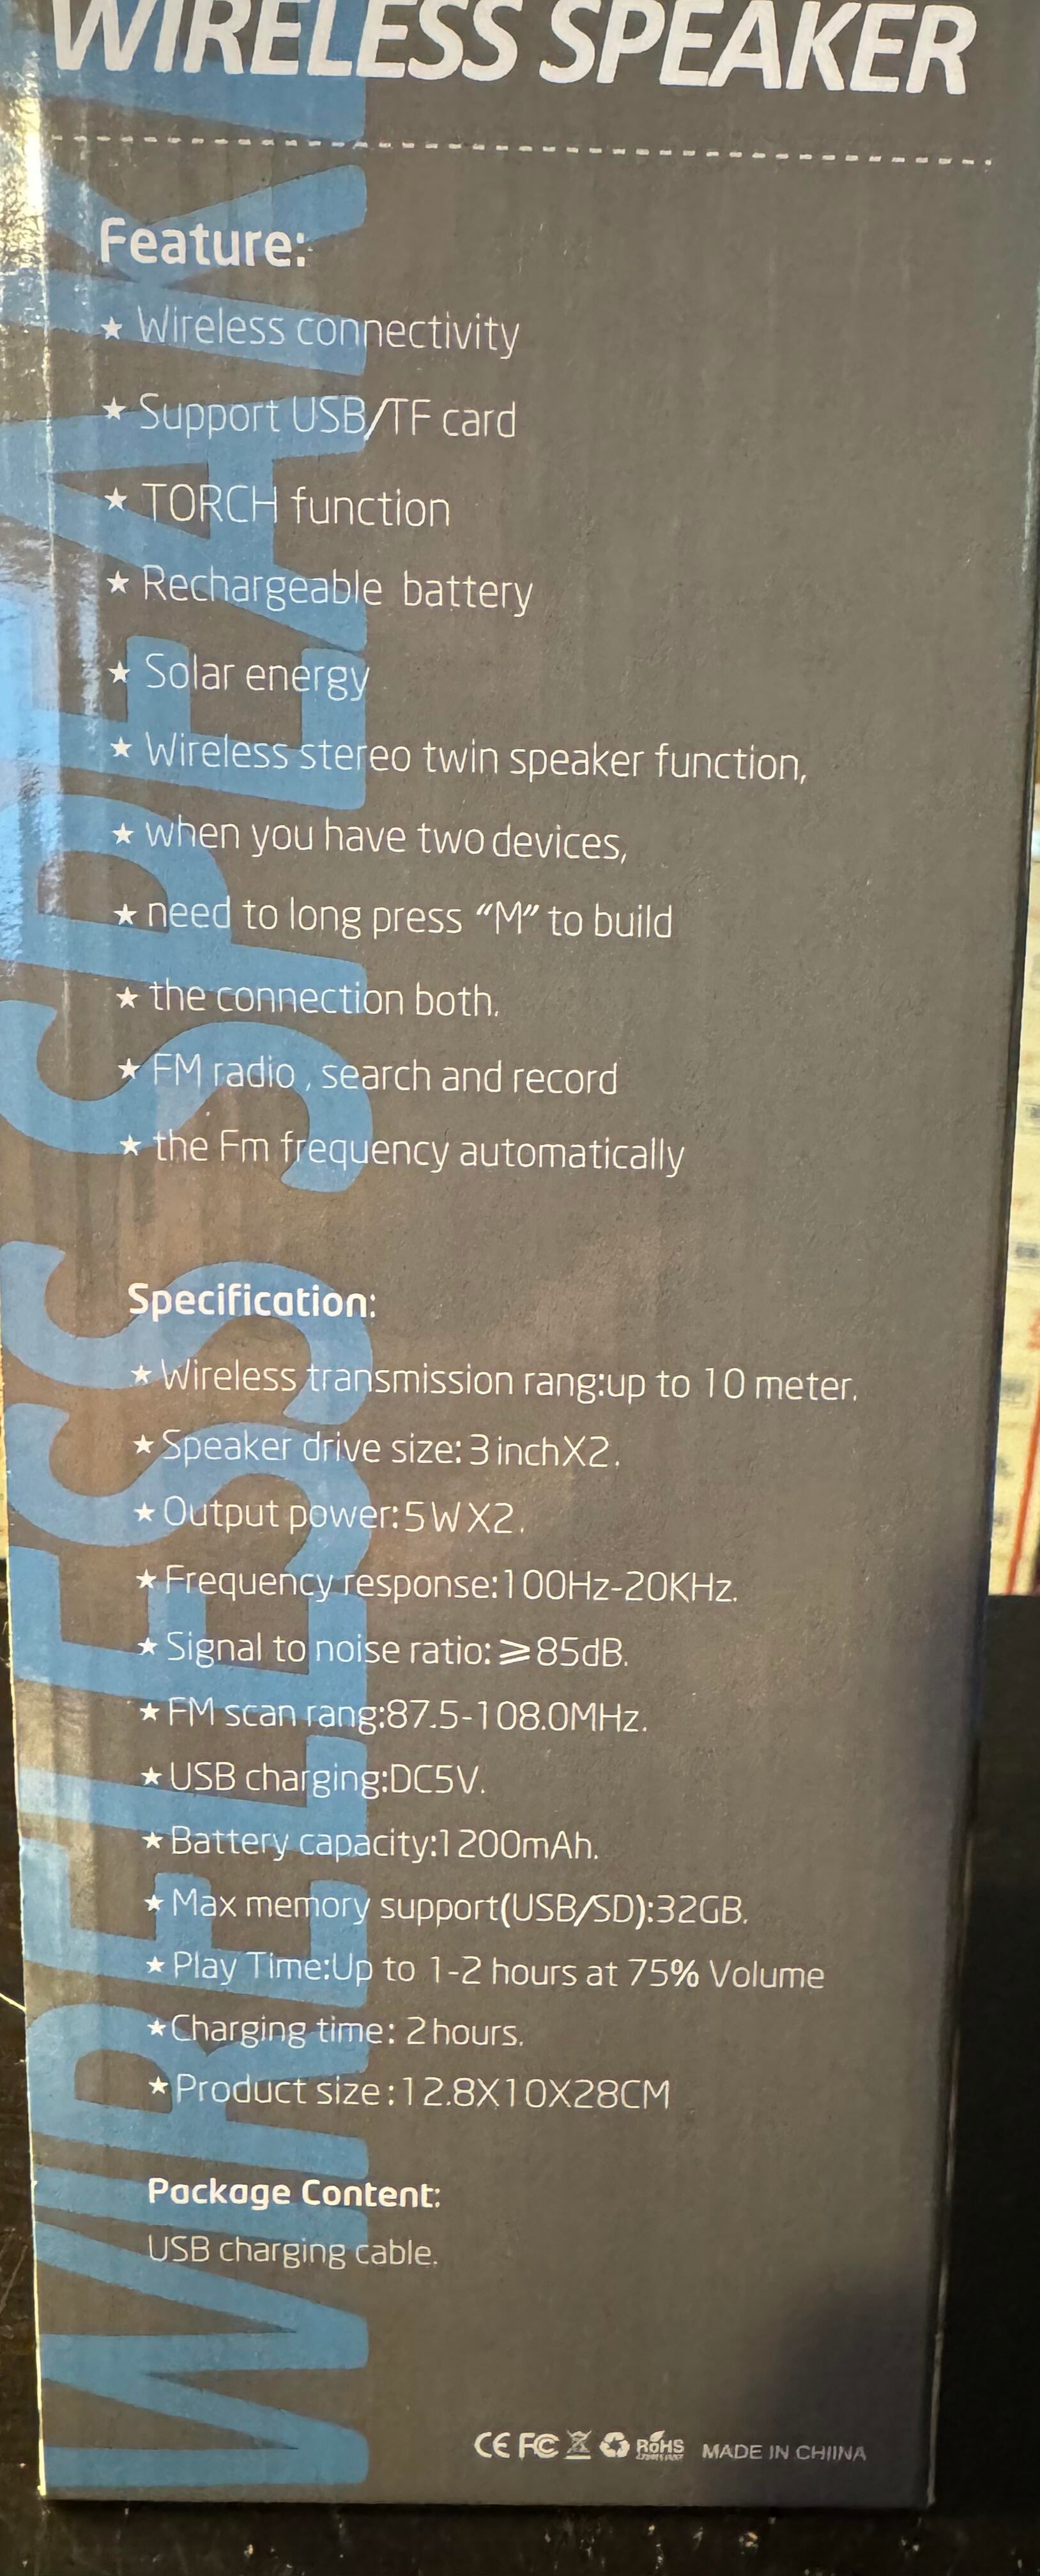 WIRELESS SPEAKER
Feature:
★ Wireless connectivity
★ Support USB/TF card
★ TORCH function
★ Rechargeable battery
★ Solar energy
★ Wireless stereo twin speaker function,
★ when you have two devices,
★ need to long press “M” to build
★ the connection both.
★ FM radio , search and record
★ the Fm frequency automatically
Specification:
★ Wireless transmission rang:up to 10 meter.
★ Speaker drive size: 3 inchX2.
★ Output power:5WX2.
★ Frequency response:100Hz-20KHz.
★ Signal to noise ratio: ≥85dB.
★ FM scan rang:87.5-108.0MHz.
★ USB charging:DC5V.
★ Battery capacity:1200mAh.
★ Max memory support(USB/SD):32GB.
★ Play Time:Up to 1-2 hours at 75% Volume
★ Charging time: 2 hours.
★ Product size :12.8X10X28CM
Package Content:
USB charging cable.
CE FC RoHS MADE IN CHIINA
WIRELESS SPEAKE